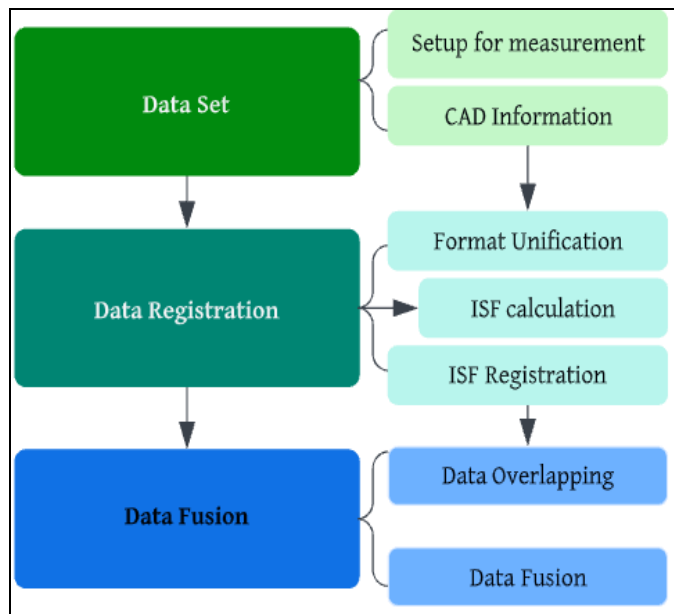 Setup for measurement
Data Set
CAD Information
Format Unification
Data Registration
ISF calculation
ISF Registration
Data Overlapping
Data Fusion
Data Fusion